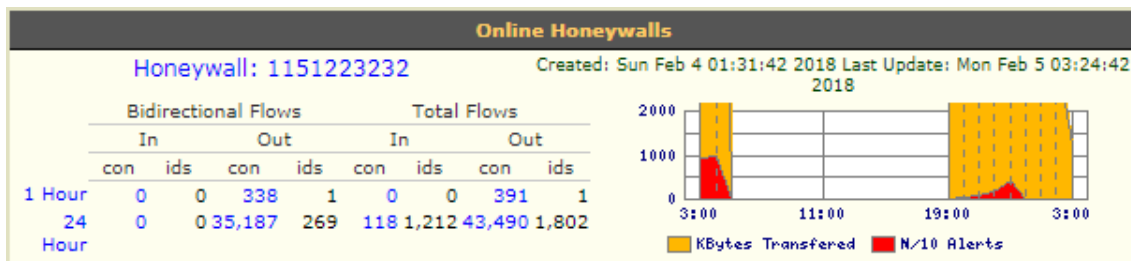 Online Honeywalls
Honeywall: 1151223232
Created: Sun Feb 4 01:31:42 2018 Last Update: Mon Feb 5 03:24:42
2018
Bidirectional Flows Total Flows
In Out In Out
con ids con ids con ids con ids
1 Hour 0 0 338 1 0 0 391 1
24 0 0 35,187 269 118 1,212 43,490 1,802
Hour
2000
1000
0
3:00 11:00 19:00 3:00
KBytes Transfered N/10 Alerts